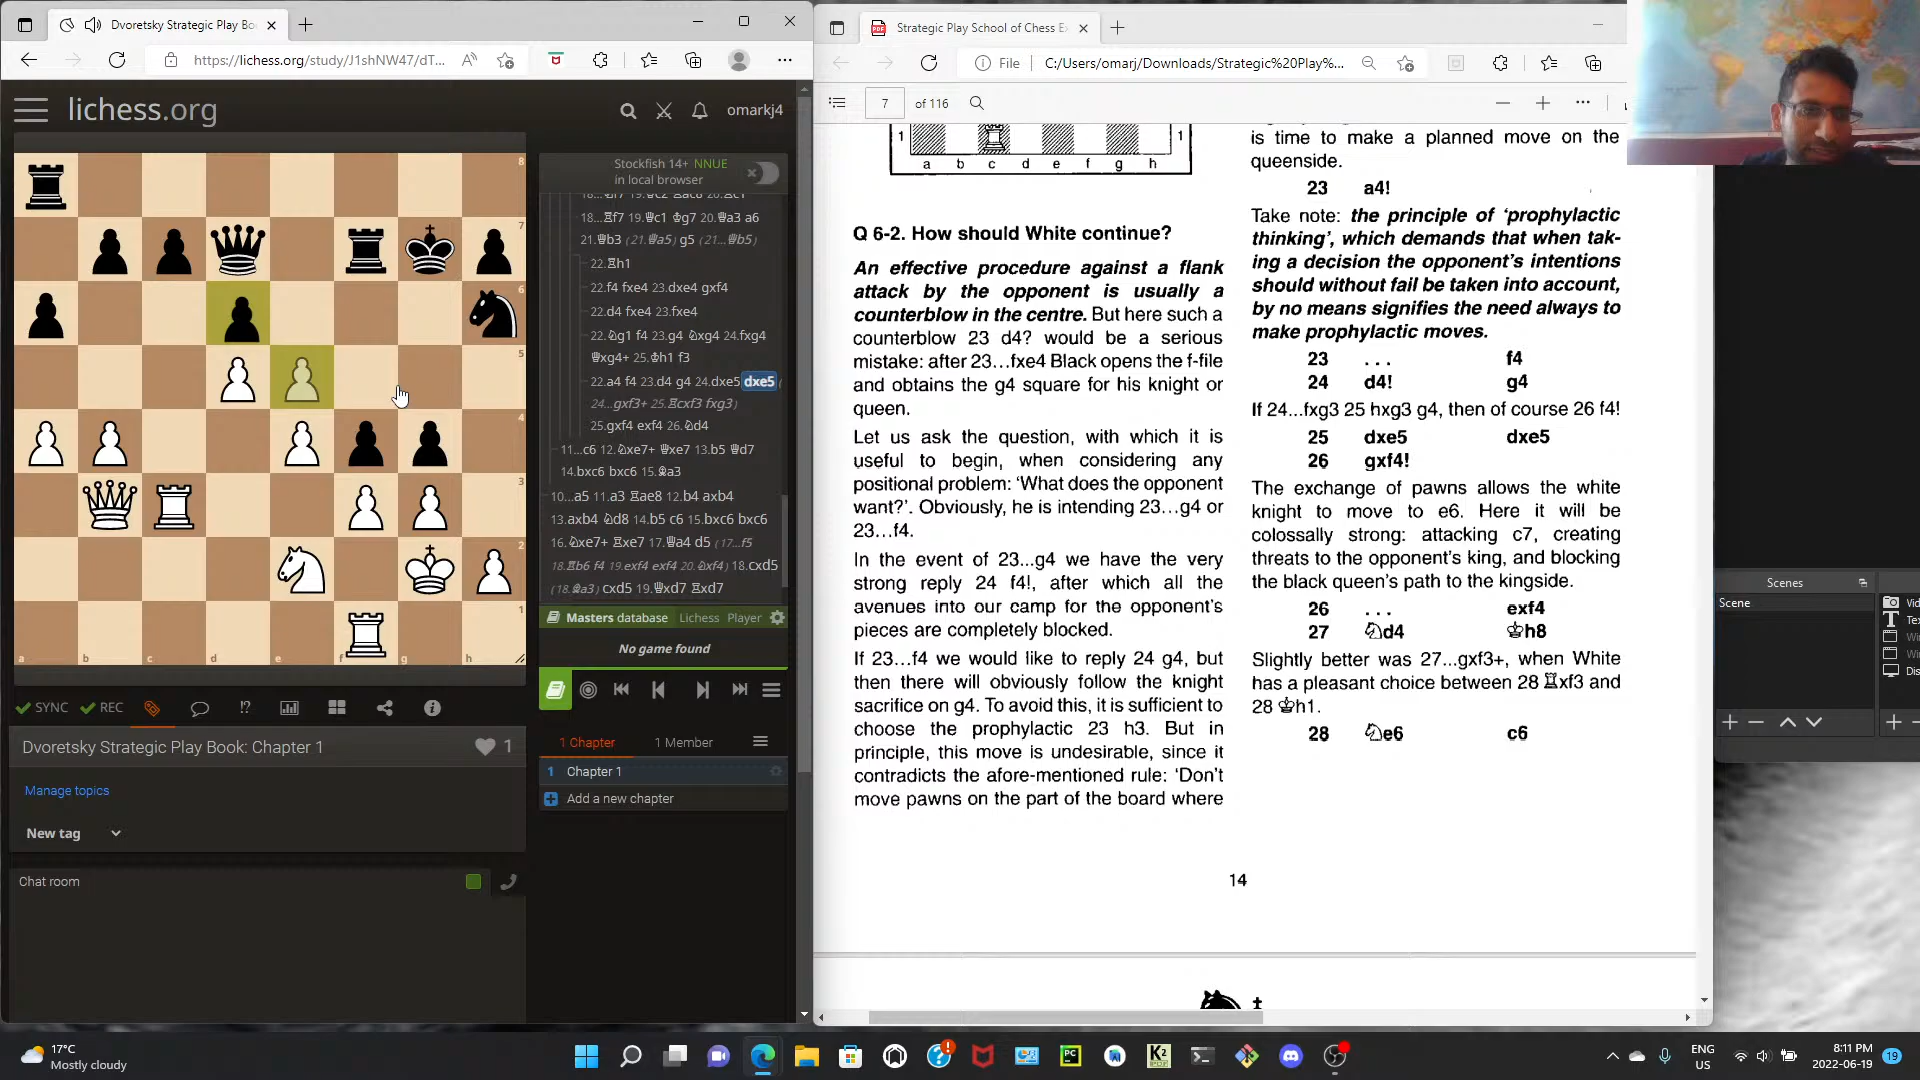 Dvoretsky Strategic Play Bo
https://lichess.org/study/J1shNW47/dT...
lichess.org
omarkj4
8
7
6
5
4
3
2
1
a b c d e f g h
Stockfish 14+ NNUE
in local browser
18...♖f7 19.♕c1 ♔g7 20.♕a3 a6
21.♕b3 (21.♕a5) g5 (21...♕b5)
22.♖h1
22.f4 fxe4 23.dxe4 gxf4
22.d4 fxe4 23.fxe4
22.♘g1 f4 23.g4 ♘xg4 24.fxg4
♕xg4+ 25.♔h1 f3
22.a4 f4 23.d4 g4 24.dxe5 dxe5 (
24...gxf3+ 25.♖cxf3 fxg3)
25.gxf4 exf4 26.♘d4
11...c6 12.♘xe7+ ♕xe7 13.b5 ♕d7
14.bxc6 bxc6 15.♗a3
10...a5 11.a3 ♖ae8 12.b4 axb4
13.axb4 ♘d8 14.b5 c6 15.bxc6 bxc6
16.♘xe7+ ♖xe7 17.♕a4 d5 (17...f5
18.♖b6 f4 19.exf4 exf4 20.♘xf4) 18.cxd5
(18.♗a3) cxd5 19.♕xd7 ♖xd7
Masters database Lichess Player
No game found
SYNC REC
Dvoretsky Strategic Play Book: Chapter 1
1
Manage topics
New tag
Chat room
1 Chapter 1 Member
1 Chapter 1
Add a new chapter
Strategic Play School of Chess E
File C:/Users/omarj/Downloads/Strategic%20Play%...
7 of 116
1 1
a b c d e f g h
Q 6-2. How should White continue?
An effective procedure against a flank
attack by the opponent is usually a
counterblow in the centre. But here such a
counterblow 23 d4? would be a serious
mistake: after 23...fxe4 Black opens the f-file
and obtains the g4 square for his knight or
queen.
Let us ask the question, with which it is
useful to begin, when considering any
positional problem: ‘What does the opponent
want?’. Obviously, he is intending 23...g4 or
23...f4.
In the event of 23...g4 we have the very
strong reply 24 f4!, after which all the
avenues into our camp for the opponent’s
pieces are completely blocked.
If 23...f4 we would like to reply 24 g4, but
then there will obviously follow the knight
sacrifice on g4. To avoid this, it is sufficient to
choose the prophylactic 23 h3. But in
principle, this move is undesirable, since it
contradicts the afore-mentioned rule: ‘Don’t
move pawns on the part of the board where
is time to make a planned move on the
queenside.
23 a4!
Take note: the principle of ‘prophylactic
thinking’, which demands that when tak-
ing a decision the opponent’s intentions
should without fail be taken into account,
by no means signifies the need always to
make prophylactic moves.
23 ... f4
24 d4! g4
If 24...fxg3 25 hxg3 g4, then of course 26 f4!
25 dxe5 dxe5
26 gxf4!
The exchange of pawns allows the white
knight to move to e6. Here it will be
colossally strong: attacking c7, creating
threats to the opponent’s king, and blocking
the black queen’s path to the kingside.
26 ... exf4
27 ♘d4 ♔h8
Slightly better was 27...gxf3+, when White
has a pleasant choice between 28 ♖xf3 and
28 ♔h1.
28 ♘e6 c6
14
Scenes
Scene
17°C
Mostly cloudy
ENG
US
8:11 PM
2022-06-19
19